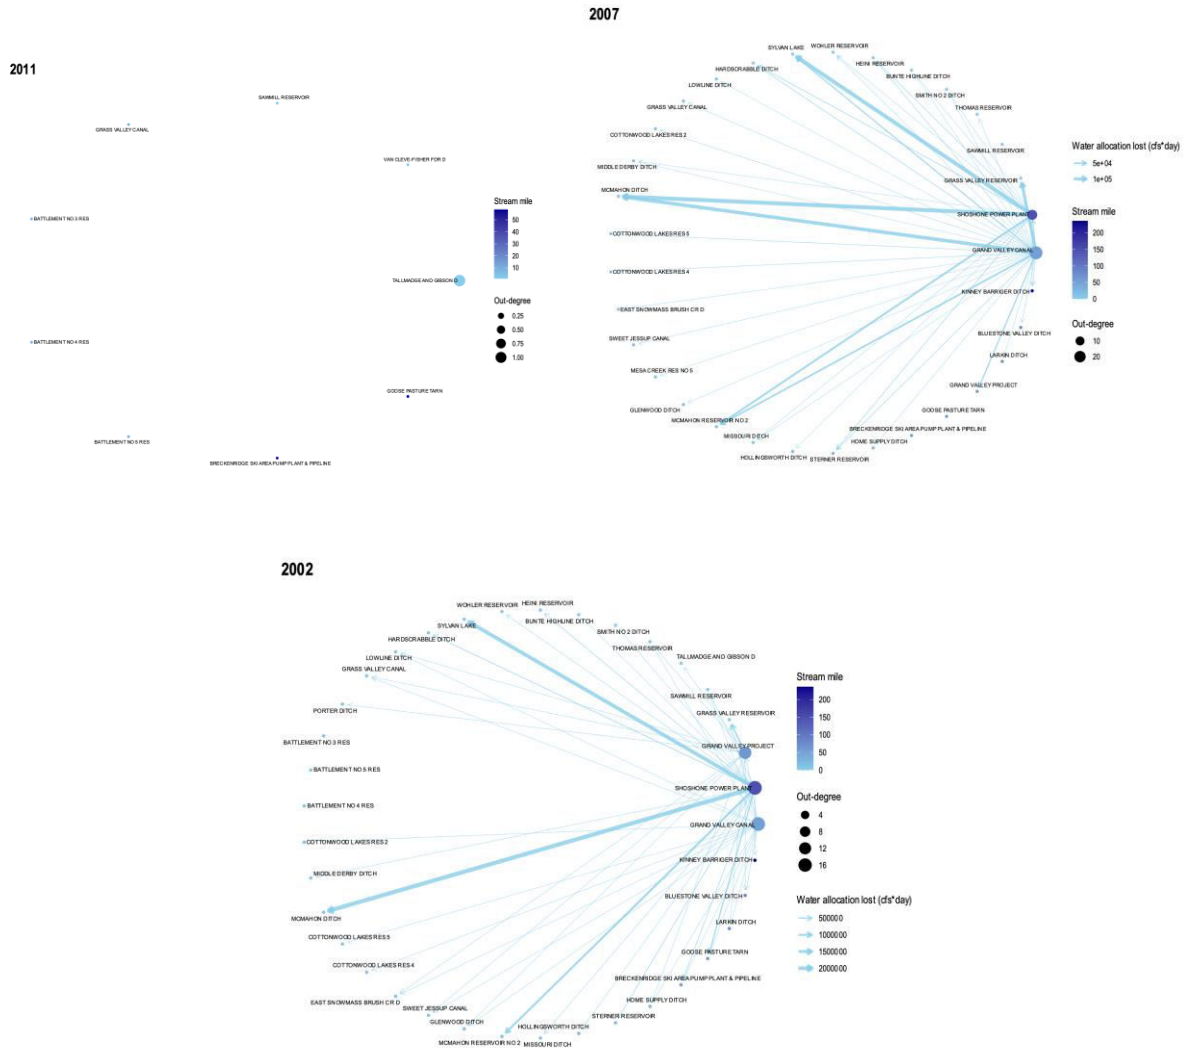 2011
SAWMILL RESERVOIR
GRASS VALLEY CANAL
VAN CLEVE-FISHER FOR D
BATTLEMENT NO 3 RES
TALLMADGE AND GIBSON D
BATTLEMENT NO 4 RES
GOOSE PASTURE TARN
BATTLEMENT NO 5 RES
BRECKENRIDGE SKI AREA PUMP PLANT & PIPELINE
Stream mile
50
40
30
20
10
Out-degree
0.25
0.50
0.75
1.00
2007
SYLVAN LAKE
WOHLER RESERVOIR
HARDSCRABBLE DITCH
HEINI RESERVOIR
BUNTE HIGHLINE DITCH
LOWLINE DITCH
SMITH NO 2 DITCH
GRASS VALLEY CANAL
THOMAS RESERVOIR
COTTONWOOD LAKES RES 2
SAWMILL RESERVOIR
MIDDLE DERBY DITCH
GRASS VALLEY RESERVOIR
MCMAHON DITCH
SHOSHONE POWER PLANT
COTTONWOOD LAKES RES 5
GRAND VALLEY CANAL
COTTONWOOD LAKES RES 4
KINNEY BARRIGER DITCH
EAST SNOWMASS BRUSH CR D
BLUESTONE VALLEY DITCH
SWEET JESSUP CANAL
LARKIN DITCH
MESA CREEK RES NO 5
GRAND VALLEY PROJECT
GLENWOOD DITCH
GOOSE PASTURE TARN
MCMAHON RESERVOIR NO 2
BRECKENRIDGE SKI AREA PUMP PLANT & PIPELINE
MISSOURI DITCH
HOME SUPPLY DITCH
HOLLINGSWORTH DITCH
STERNER RESERVOIR
Water allocation lost (cfs*day)
5e+04
1e+05
Stream mile
200
150
100
50
0
Out-degree
10
20
2002
WOHLER RESERVOIR
HEINI RESERVOIR
SYLVAN LAKE
BUNTE HIGHLINE DITCH
HARDSCRABBLE DITCH
SMITH NO 2 DITCH
LOWLINE DITCH
THOMAS RESERVOIR
GRASS VALLEY CANAL
TALLMADGE AND GIBSON D
SAWMILL RESERVOIR
PORTER DITCH
GRASS VALLEY RESERVOIR
BATTLEMENT NO 3 RES
GRAND VALLEY PROJECT
BATTLEMENT NO 5 RES
SHOSHONE POWER PLANT
BATTLEMENT NO 4 RES
GRAND VALLEY CANAL
COTTONWOOD LAKES RES 2
KINNEY BARRIGER DITCH
MIDDLE DERBY DITCH
BLUESTONE VALLEY DITCH
MCMAHON DITCH
LARKIN DITCH
COTTONWOOD LAKES RES 5
GOOSE PASTURE TARN
COTTONWOOD LAKES RES 4
BRECKENRIDGE SKI AREA PUMP PLANT & PIPELINE
EAST SNOWMASS BRUSH CR D
HOME SUPPLY DITCH
SWEET JESSUP CANAL
STERNER RESERVOIR
GLENWOOD DITCH
HOLLINGSWORTH DITCH
MCMAHON RESERVOIR NO 2
MISSOURI DITCH
Stream mile
200
150
100
50
0
Out-degree
4
8
12
16
Water allocation lost (cfs*day)
500000
1000000
1500000
2000000